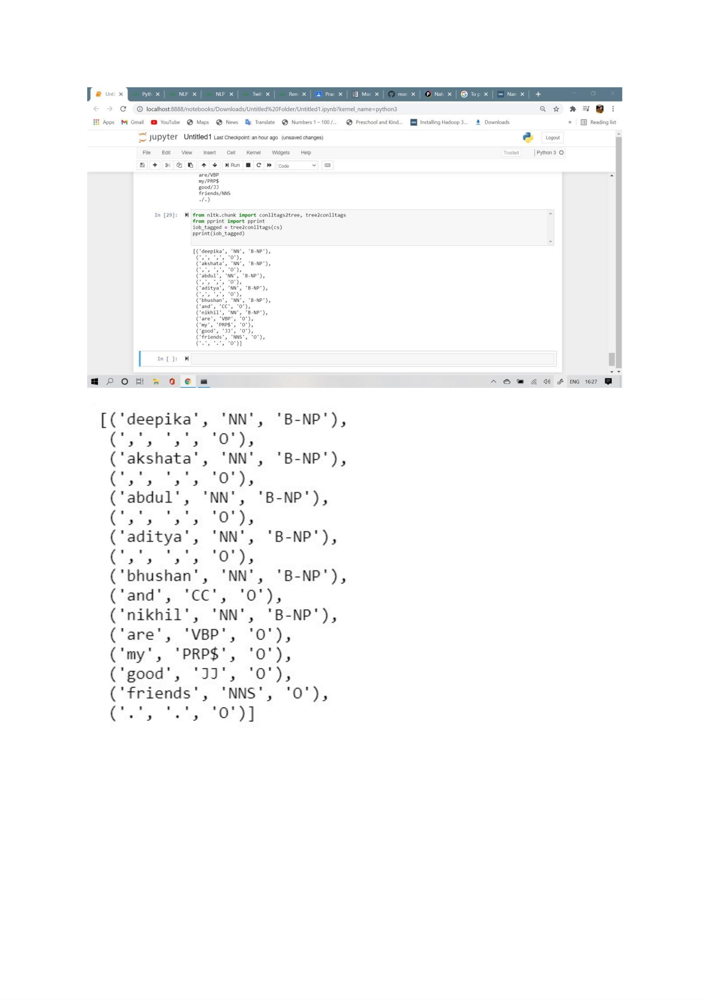 Unti Pyth NLP NLP Twit Rem Prac Mor mor Nat To p Nam
localhost:8888/notebooks/Downloads/Untitled%20Folder/Untitled1.ipynb?kernel_name=python3
Apps Gmail YouTube Maps News Translate Numbers 1 – 100 /... Preschool and Kind... Installing Hadoop 3... Downloads » Reading list
jupyter Untitled1 Last Checkpoint: an hour ago (unsaved changes) Logout
File Edit View Insert Cell Kernel Widgets Help Trusted Python 3
Run Code
are/VBP
my/PRP$
good/JJ
friends/NNS
./.)
In [29]: from nltk.chunk import conlltags2tree, tree2conlltags
from pprint import pprint
iob_tagged = tree2conlltags(cs)
pprint(iob_tagged)
[('deepika', 'NN', 'B-NP'),
(',', ',', 'O'),
('akshata', 'NN', 'B-NP'),
(',', ',', 'O'),
('abdul', 'NN', 'B-NP'),
(',', ',', 'O'),
('aditya', 'NN', 'B-NP'),
(',', ',', 'O'),
('bhushan', 'NN', 'B-NP'),
('and', 'CC', 'O'),
('nikhil', 'NN', 'B-NP'),
('are', 'VBP', 'O'),
('my', 'PRP$', 'O'),
('good', 'JJ', 'O'),
('friends', 'NNS', 'O'),
('.', '.', 'O')]
In [ ]:
ENG 16:27
[('deepika', 'NN', 'B-NP'),
(',', ',', 'O'),
('akshata', 'NN', 'B-NP'),
(',', ',', 'O'),
('abdul', 'NN', 'B-NP'),
(',', ',', 'O'),
('aditya', 'NN', 'B-NP'),
(',', ',', 'O'),
('bhushan', 'NN', 'B-NP'),
('and', 'CC', 'O'),
('nikhil', 'NN', 'B-NP'),
('are', 'VBP', 'O'),
('my', 'PRP$', 'O'),
('good', 'JJ', 'O'),
('friends', 'NNS', 'O'),
('.', '.', 'O')]